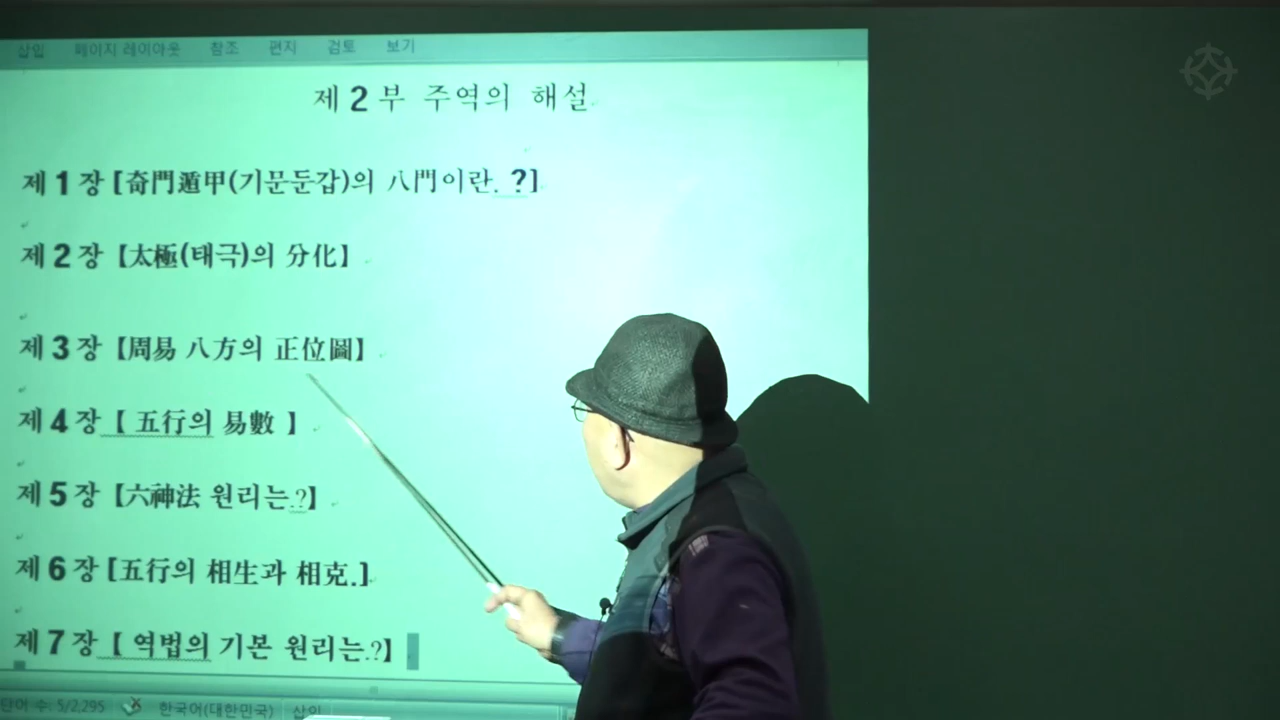 삽입 페이지 레이아웃 참조 편지 검토 보기
제 2 부 주역의 해설
제 1 장 [奇門遁甲(기문둔갑)의 八門이란. ?]
제 2 장 【太極(태극)의 分化】
제 3 장 【周易 八方의 正位圖】
제 4 장 【 五行의 易數 】
제 5 장 【六神法 원리는.?】
제 6 장 [五行의 相生과 相克.]
제 7 장 【 역법의 기본 원리는.?】
단어 수: 5/2,295 한국어(대한민국) 삽입